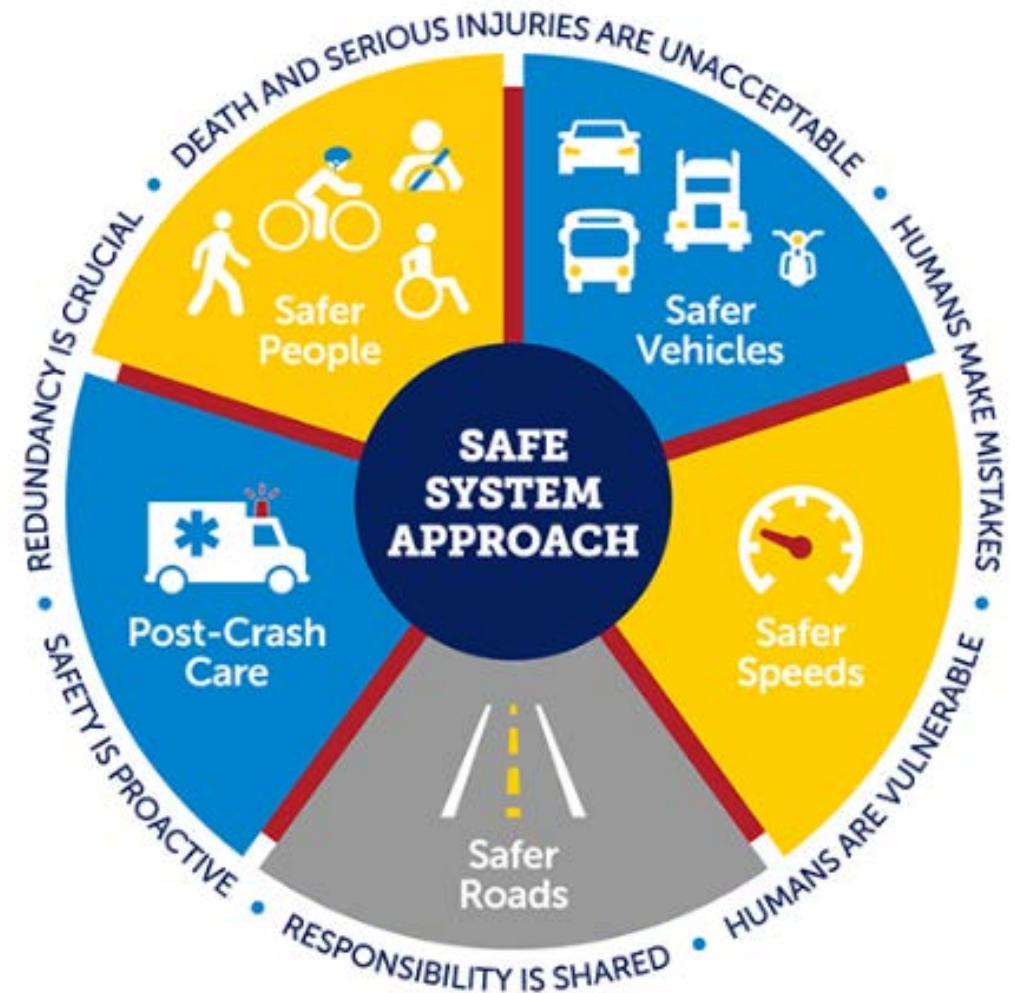 DEATH AND SERIOUS INJURIES ARE UNACCEPTABLE
HUMANS MAKE MISTAKES
HUMANS ARE VULNERABLE
RESPONSIBILITY IS SHARED
SAFETY IS PROACTIVE
REDUNDANCY IS CRUCIAL
Safer
People
Safer
Vehicles
SAFE
SYSTEM
APPROACH
Safer
Speeds
Post-Crash
Care
Safer
Roads